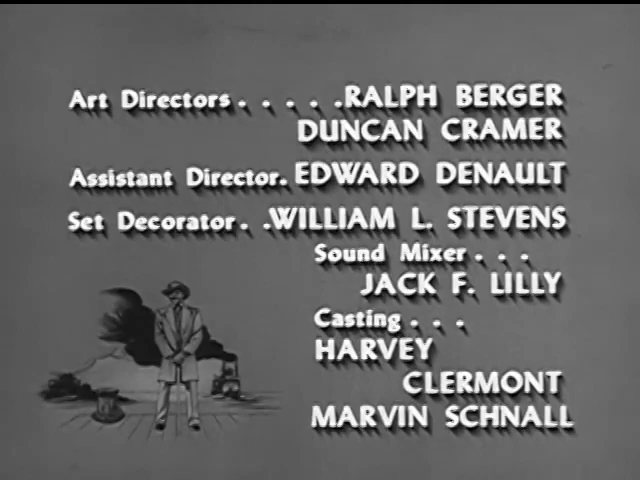 Art Directors . . . . . RALPH BERGER
DUNCAN CRAMER
Assistant Director. EDWARD DENAULT
Set Decorator . . WILLIAM L. STEVENS
Sound Mixer . . .
JACK F. LILLY
Casting . . .
HARVEY
CLERMONT
MARVIN SCHNALL